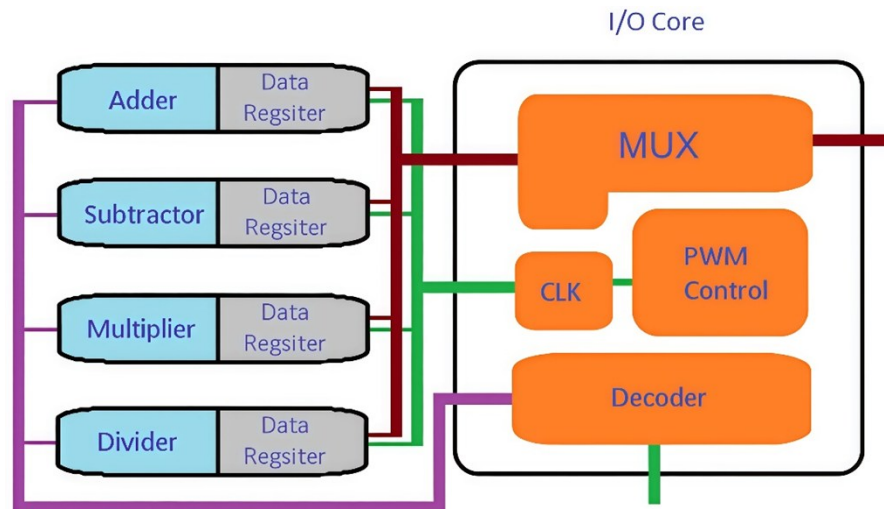 I/O Core
Adder
Data
Regsiter
MUX
Subtractor
Data
Regsiter
PWM
Control
CLK
Multiplier
Data
Regsiter
Decoder
Divider
Data
Regsiter